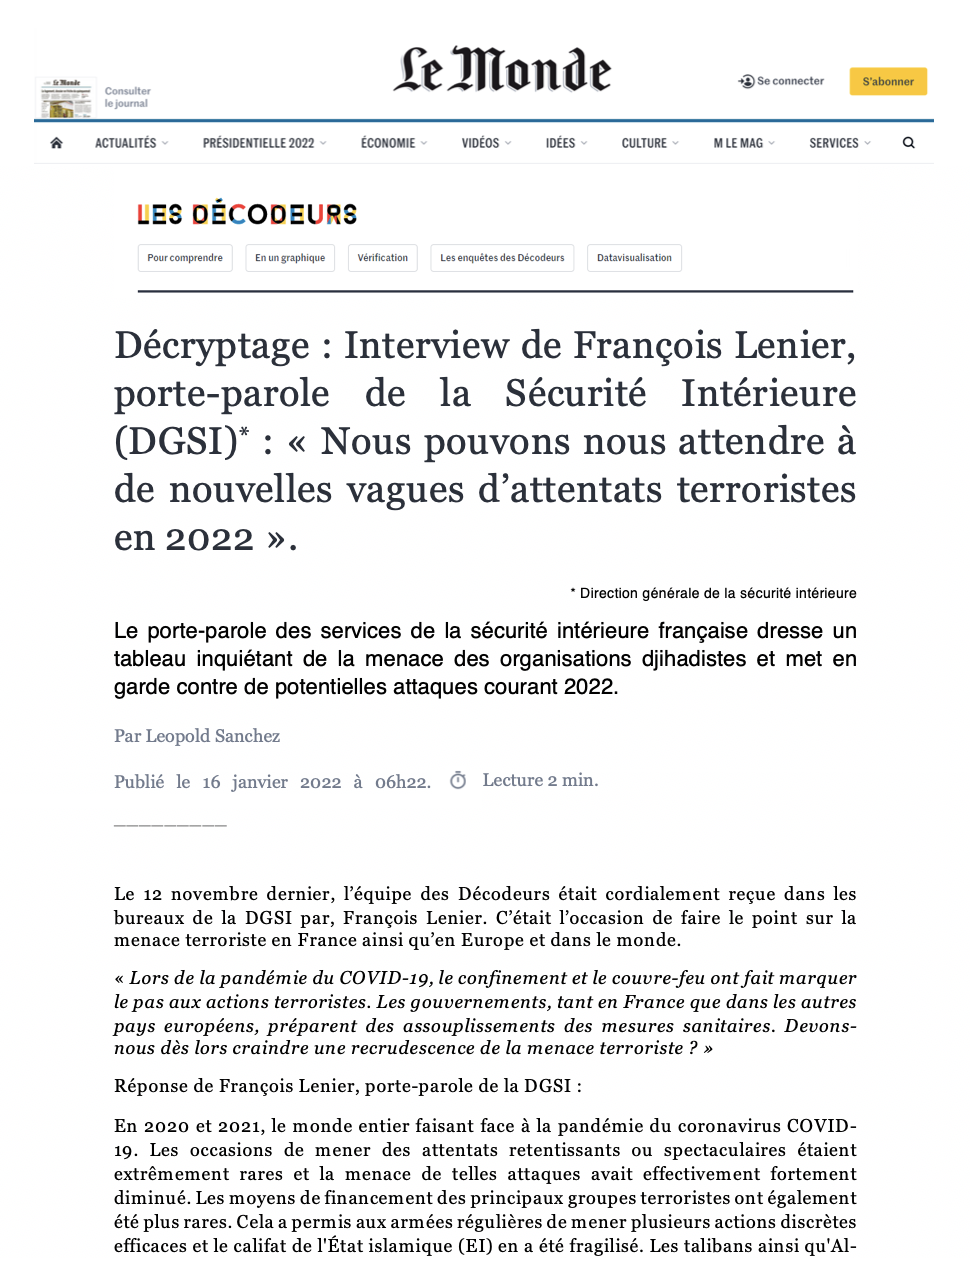 Le Monde
Consulter
le journal
Se connecter
S'abonner
ACTUALITÉS PRÉSIDENTIELLE 2022 ÉCONOMIE VIDÉOS IDÉES CULTURE M LE MAG SERVICES
LES DÉCODEURS
Pour comprendre En un graphique Vérification Les enquêtes des Décodeurs Datavisualisation
Décryptage : Interview de François Lenier,
porte-parole de la Sécurité Intérieure
(DGSI)* : « Nous pouvons nous attendre à
de nouvelles vagues d’attentats terroristes
en 2022 ».
* Direction générale de la sécurité intérieure
Le porte-parole des services de la sécurité intérieure française dresse un
tableau inquiétant de la menace des organisations djihadistes et met en
garde contre de potentielles attaques courant 2022.
Par Leopold Sanchez
Publié le 16 janvier 2022 à 06h22. Lecture 2 min.
Le 12 novembre dernier, l’équipe des Décodeurs était cordialement reçue dans les
bureaux de la DGSI par, François Lenier. C’était l’occasion de faire le point sur la
menace terroriste en France ainsi qu’en Europe et dans le monde.
« Lors de la pandémie du COVID-19, le confinement et le couvre-feu ont fait marquer
le pas aux actions terroristes. Les gouvernements, tant en France que dans les autres
pays européens, préparent des assouplissements des mesures sanitaires. Devons-
nous dès lors craindre une recrudescence de la menace terroriste ? »
Réponse de François Lenier, porte-parole de la DGSI :
En 2020 et 2021, le monde entier faisant face à la pandémie du coronavirus COVID-
19. Les occasions de mener des attentats retentissants ou spectaculaires étaient
extrêmement rares et la menace de telles attaques avait effectivement fortement
diminué. Les moyens de financement des principaux groupes terroristes ont également
été plus rares. Cela a permis aux armées régulières de mener plusieurs actions discrètes
efficaces et le califat de l'État islamique (EI) en a été fragilisé. Les talibans ainsi qu'Al-